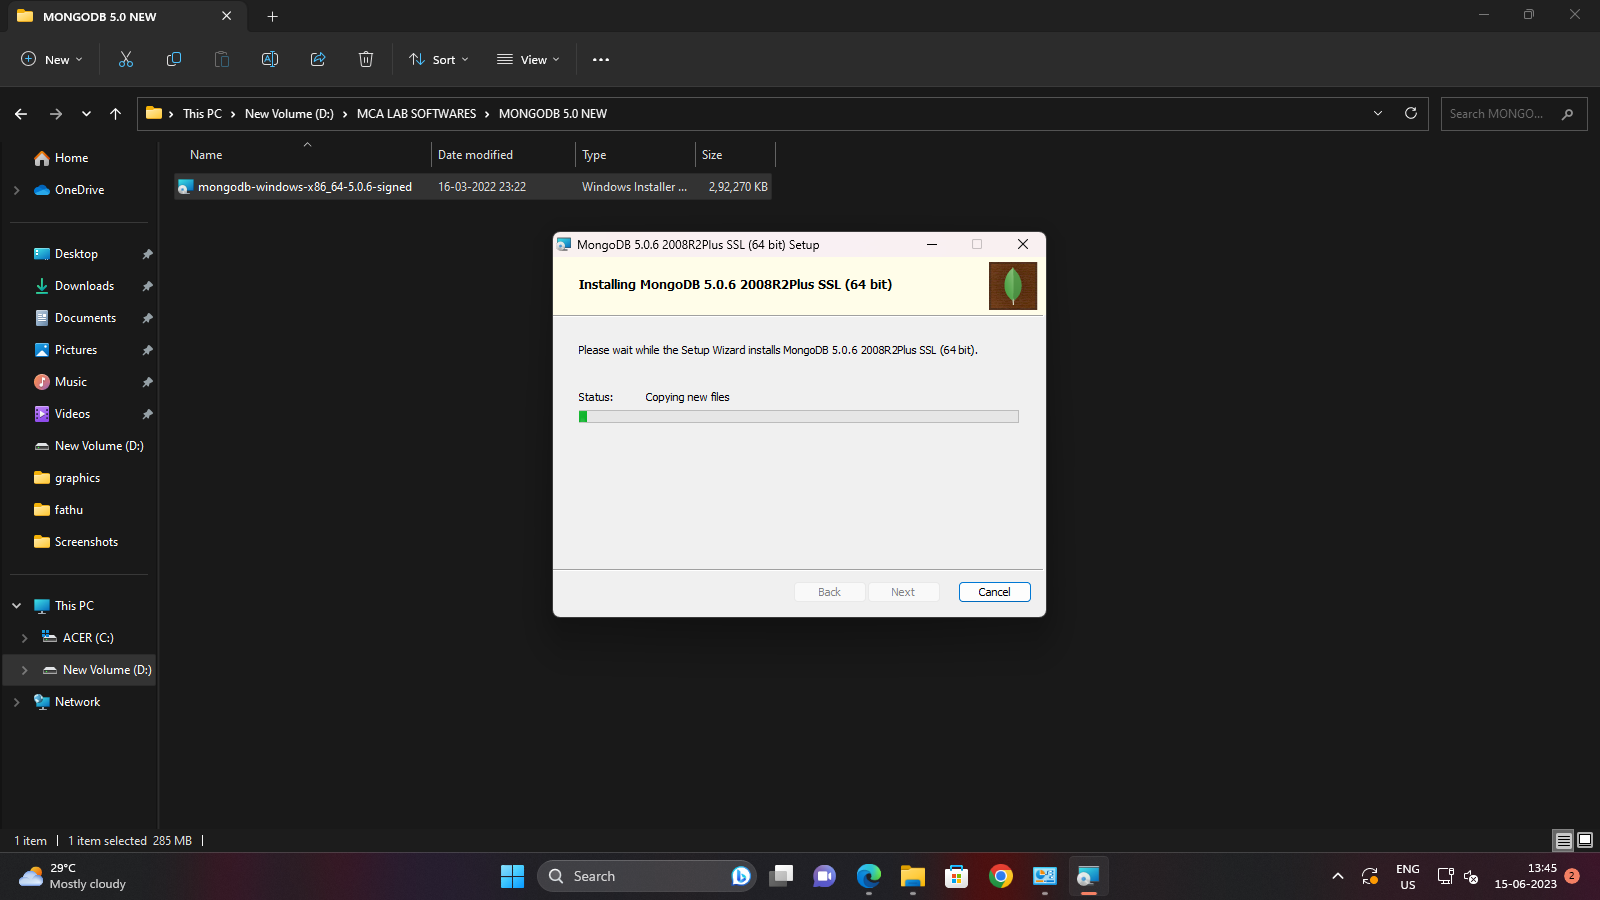 MONGODB 5.0 NEW
New
Sort
View
This PC
New Volume (D:)
MCA LAB SOFTWARES
MONGODB 5.0 NEW
Search MONGO...
Name
Date modified
Type
Size
mongodb-windows-x86_64-5.0.6-signed
16-03-2022 23:22
Windows Installer ...
2,92,270 KB
Home
OneDrive
Desktop
Downloads
Documents
Pictures
Music
Videos
New Volume (D:)
graphics
fathu
Screenshots
This PC
ACER (C:)
New Volume (D:)
Network
MongoDB 5.0.6 2008R2Plus SSL (64 bit) Setup
Installing MongoDB 5.0.6 2008R2Plus SSL (64 bit)
Please wait while the Setup Wizard installs MongoDB 5.0.6 2008R2Plus SSL (64 bit).
Status: Copying new files
Back
Next
Cancel
1 item
1 item selected 285 MB
29°C
Mostly cloudy
Search
ENG
US
13:45
15-06-2023
2